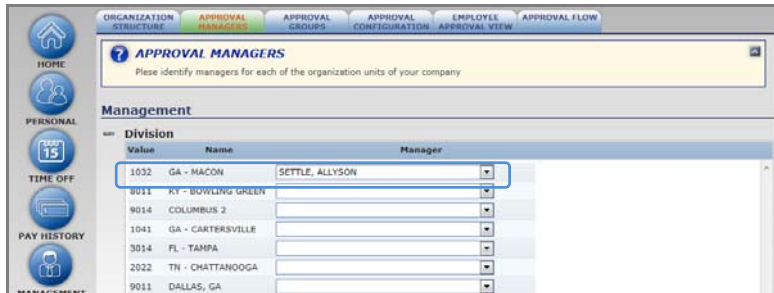 ORGANIZATION STRUCTURE
APPROVAL MANAGERS
APPROVAL GROUPS
APPROVAL CONFIGURATION
EMPLOYEE APPROVAL VIEW
APPROVAL FLOW
HOME
? APPROVAL MANAGERS
Plese identify managers for each of the organization units of your company
PERSONAL
Management
Division
Value Name Manager
15
TIME OFF
1032 GA - MACON SETTLE, ALLYSON
8011 KY - BOWLING GREEN
9014 COLUMBUS 2
1041 GA - CARTERSVILLE
PAY HISTORY
3014 FL - TAMPA
2022 TN - CHATTANOOGA
9011 DALLAS, GA
MANAGEMENT